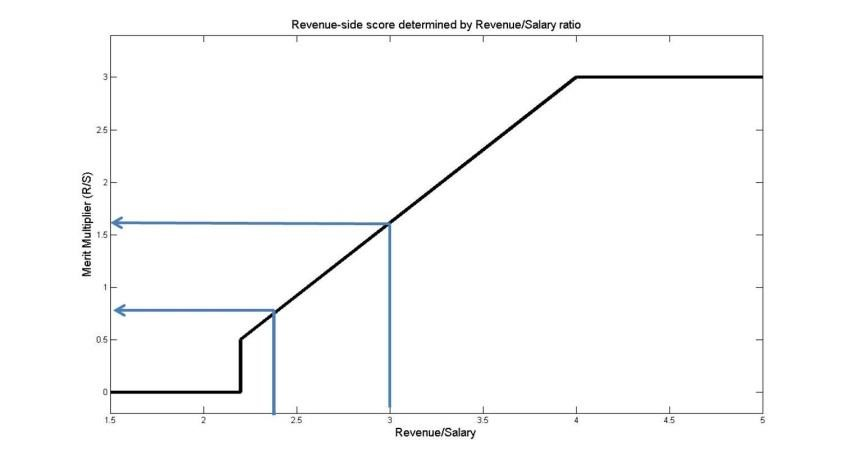 Revenue-side score determined by Revenue/Salary ratio
3
2.5
2
1.5
1
0.5
0
Merit Multiplier (R/S)
1.5 2 2.5 3 3.5 4 4.5 5
Revenue/Salary